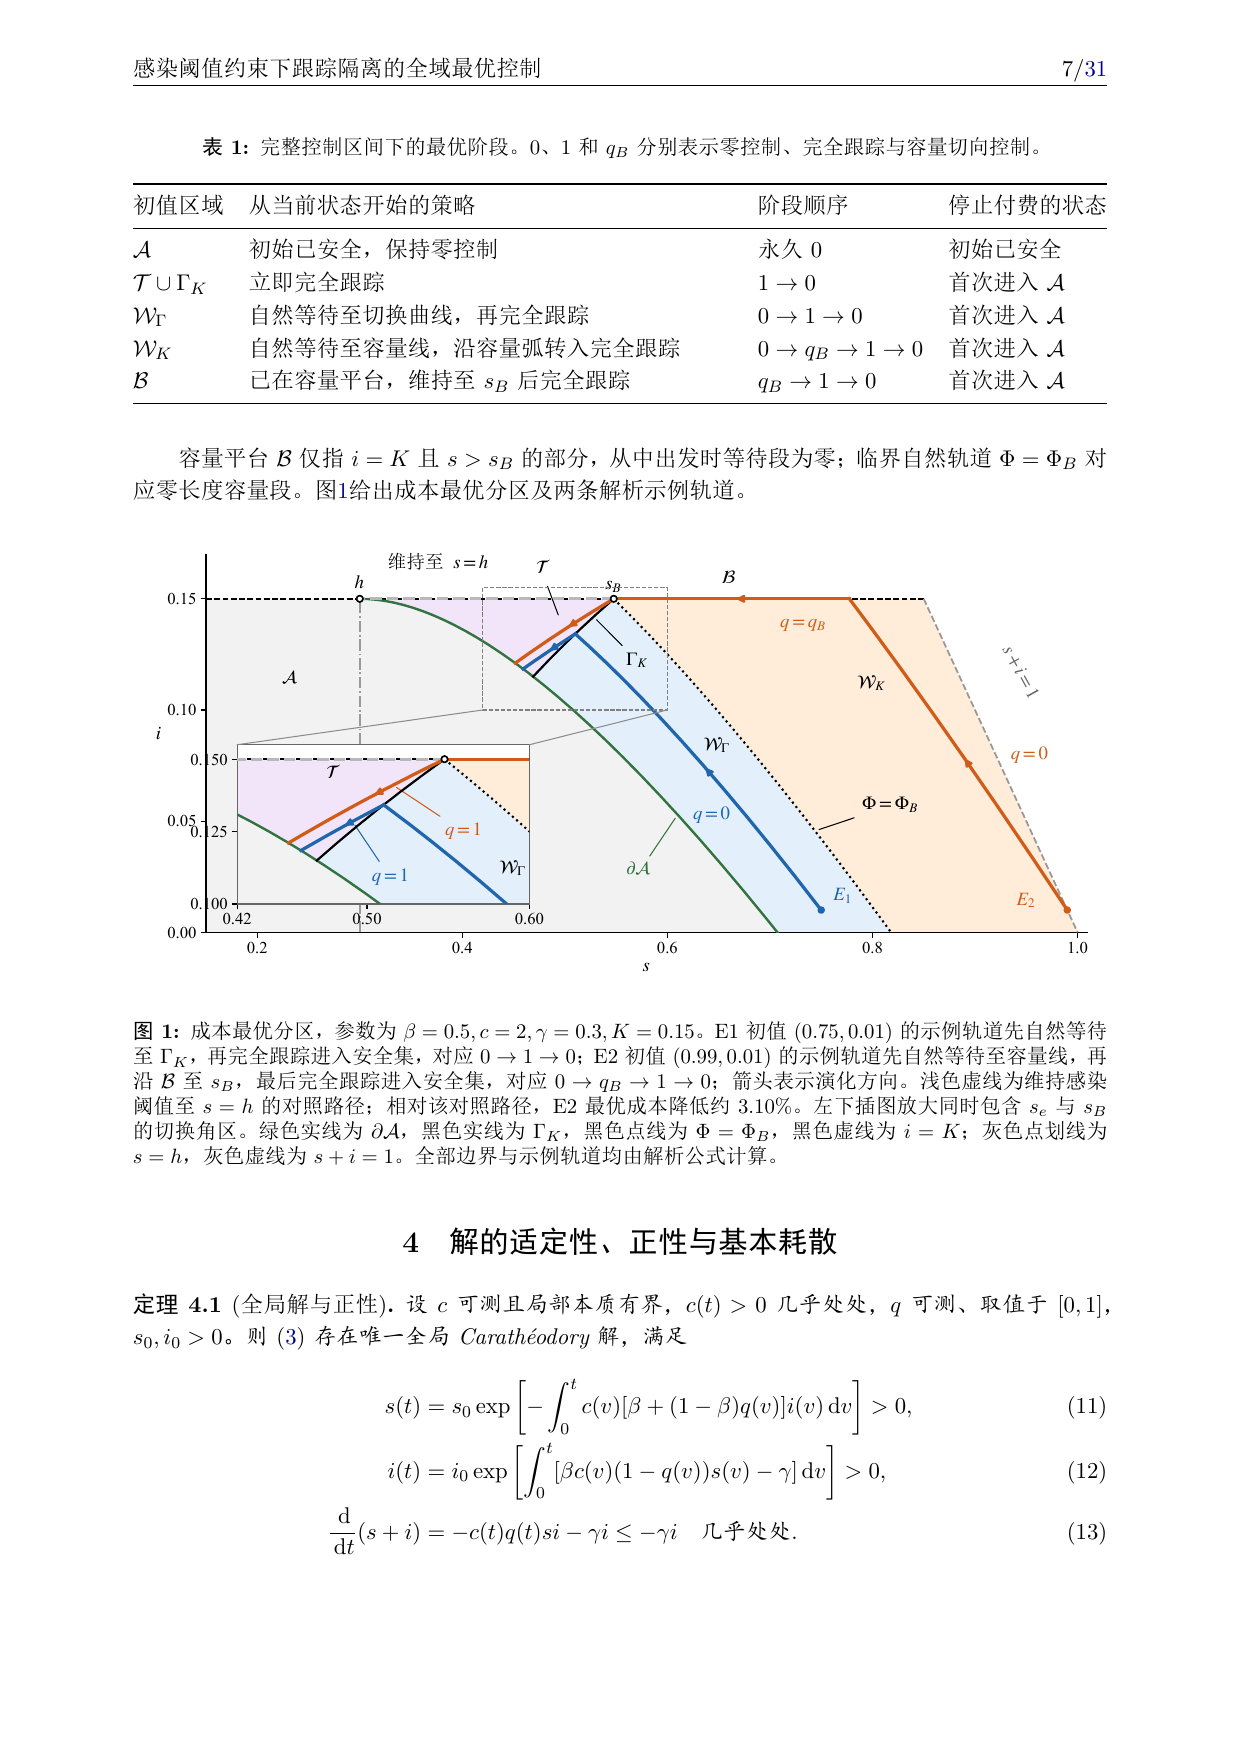 感染阈值约束下跟踪隔离的全域最优控制 7/31
表 1: 完整控制区间下的最优阶段。0、1 和 q_B 分别表示零控制、完全跟踪与容量切向控制。
初值区域 从当前状态开始的策略 阶段顺序 停止付费的状态
𝒜 初始已安全，保持零控制 永久 0 初始已安全
𝒯 ∪ Γ_K 立即完全跟踪 1 → 0 首次进入 𝒜
𝒲_Γ 自然等待至切换曲线，再完全跟踪 0 → 1 → 0 首次进入 𝒜
𝒲_K 自然等待至容量线，沿容量弧转入完全跟踪 0 → q_B → 1 → 0 首次进入 𝒜
ℬ 已在容量平台，维持至 s_B 后完全跟踪 q_B → 1 → 0 首次进入 𝒜
容量平台 ℬ 仅指 i = K 且 s > s_B 的部分，从中出发时等待段为零；临界自然轨道 Φ = Φ_B 对
应零长度容量段。图1给出成本最优分区及两条解析示例轨道。
维持至 s=h
𝒯
ℬ
h
s_B
0.15
q=q_B
Γ_K
s+i=1
𝒜
𝒲_K
0.10
i
𝒲_Γ
q=0
0.150
𝒯
Φ=Φ_B
0.05
q=0
0.125
q=1
q=1
𝒲_Γ
∂𝒜
E_1
E_2
0.100
0.42 0.50 0.60
0.00
0.2 0.4 0.6 0.8 1.0
s
图 1: 成本最优分区，参数为 β = 0.5, c = 2, γ = 0.3, K = 0.15。E1 初值 (0.75, 0.01) 的示例轨道先自然等待
至 Γ_K，再完全跟踪进入安全集，对应 0 → 1 → 0；E2 初值 (0.99, 0.01) 的示例轨道先自然等待至容量线，再
沿 ℬ 至 s_B，最后完全跟踪进入安全集，对应 0 → q_B → 1 → 0；箭头表示演化方向。浅色虚线为维持感染
阈值至 s = h 的对照路径；相对该对照路径，E2 最优成本降低约 3.10%。左下插图放大同时包含 s_e 与 s_B
的切换角区。绿色实线为 ∂𝒜，黑色实线为 Γ_K，黑色点线为 Φ = Φ_B，黑色虚线为 i = K；灰色点划线为
s = h，灰色虚线为 s + i = 1。全部边界与示例轨道均由解析公式计算。
4 解的适定性、正性与基本耗散
定理 4.1 (全局解与正性). 设 c 可测且局部本质有界，c(t) > 0 几乎处处，q 可测、取值于 [0, 1]，
s_0, i_0 > 0。则 (3) 存在唯一全局 Carathéodory 解，满足
s(t) = s_0 exp [ − ∫_0^t c(v)[β + (1 − β)q(v)]i(v) dv ] > 0, (11)
i(t) = i_0 exp [ ∫_0^t [βc(v)(1 − q(v))s(v) − γ] dv ] > 0, (12)
d/dt (s + i) = −c(t)q(t)si − γi ≤ −γi 几乎处处. (13)